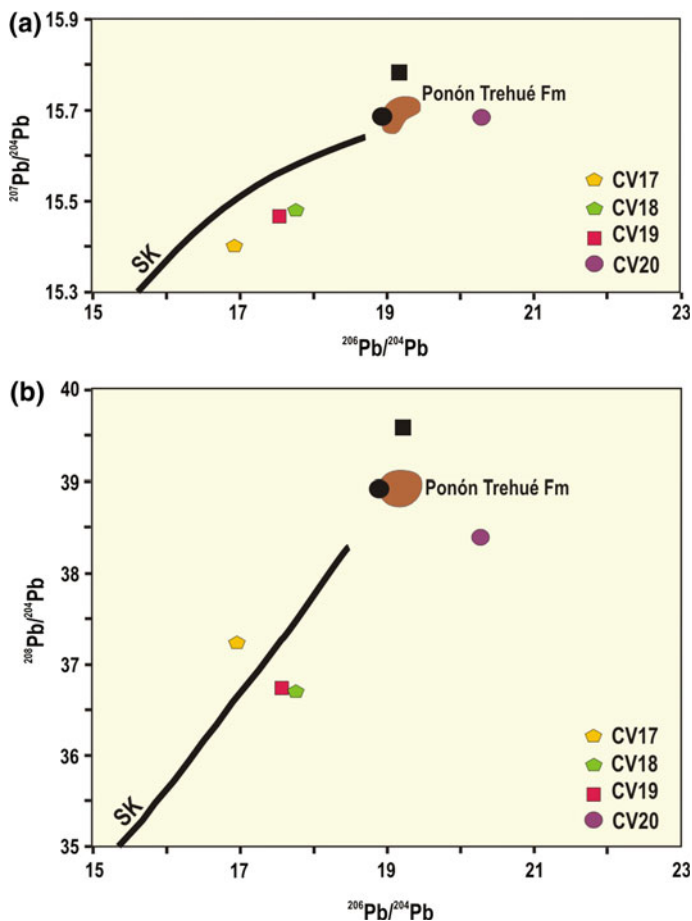 (a)
15.9
15.7
15.5
15.3
²⁰⁷Pb/²⁰⁴Pb
Ponón Trehué Fm
SK
CV17
CV18
CV19
CV20
15 17 19 21 23
²⁰⁶Pb/²⁰⁴Pb
(b)
40
39
38
37
36
35
²⁰⁸Pb/²⁰⁴Pb
Ponón Trehué Fm
SK
CV17
CV18
CV19
CV20
15 17 19 21 23
²⁰⁶Pb/²⁰⁴Pb